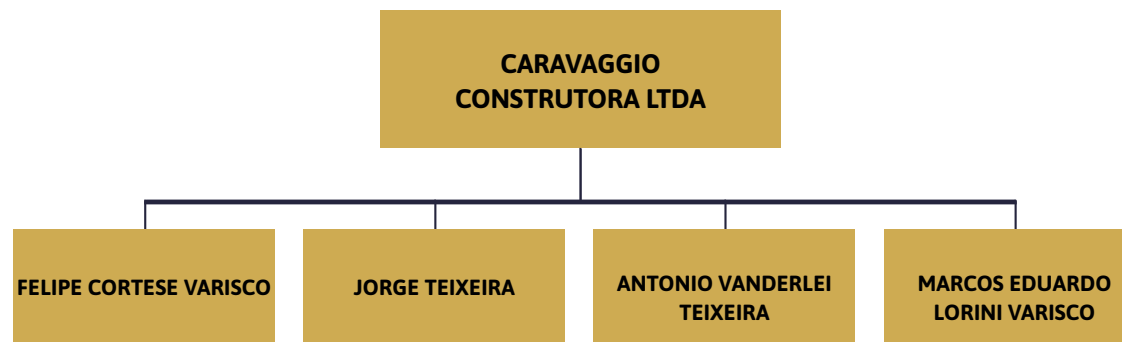 CARAVAGGIO
CONSTRUTORA LTDA
FELIPE CORTESE VARISCO
JORGE TEIXEIRA
ANTONIO VANDERLEI
TEIXEIRA
MARCOS EDUARDO
LORINI VARISCO